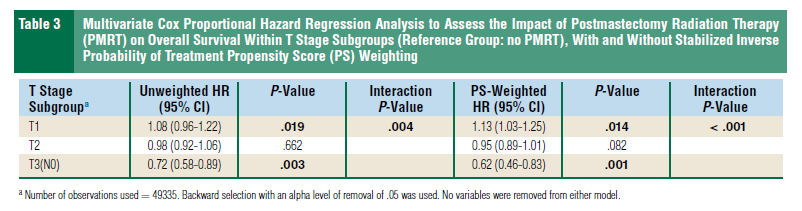 Table 3 Multivariate Cox Proportional Hazard Regression Analysis to Assess the Impact of Postmastectomy Radiation Therapy
(PMRT) on Overall Survival Within T Stage Subgroups (Reference Group: no PMRT), With and Without Stabilized Inverse
Probability of Treatment Propensity Score (PS) Weighting
T Stage Unweighted HR P-Value Interaction PS-Weighted P-Value Interaction
Subgroupᵃ (95% CI) P-Value HR (95% CI) P-Value
T1 1.08 (0.96-1.22) .019 .004 1.13 (1.03-1.25) .014 < .001
T2 0.98 (0.92-1.06) .662 0.95 (0.89-1.01) .082
T3(N0) 0.72 (0.58-0.89) .003 0.62 (0.46-0.83) .001
ᵃ Number of observations used = 49335. Backward selection with an alpha level of removal of .05 was used. No variables were removed from either model.